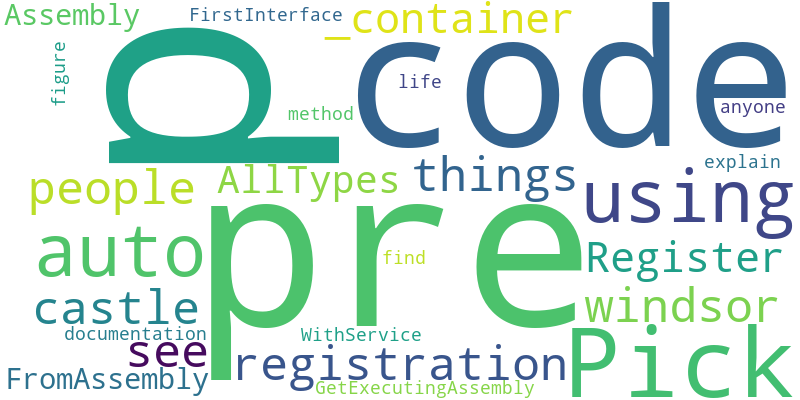 Assembly
FirstInterface
_container
figure
p
code
life
method
anyone
explain
people
AllTypes
things
using
pre
auto
find
Register
castle
windsor
documentation
see
WithService
registration
Pick
FromAssembly
GetExecutingAssembly